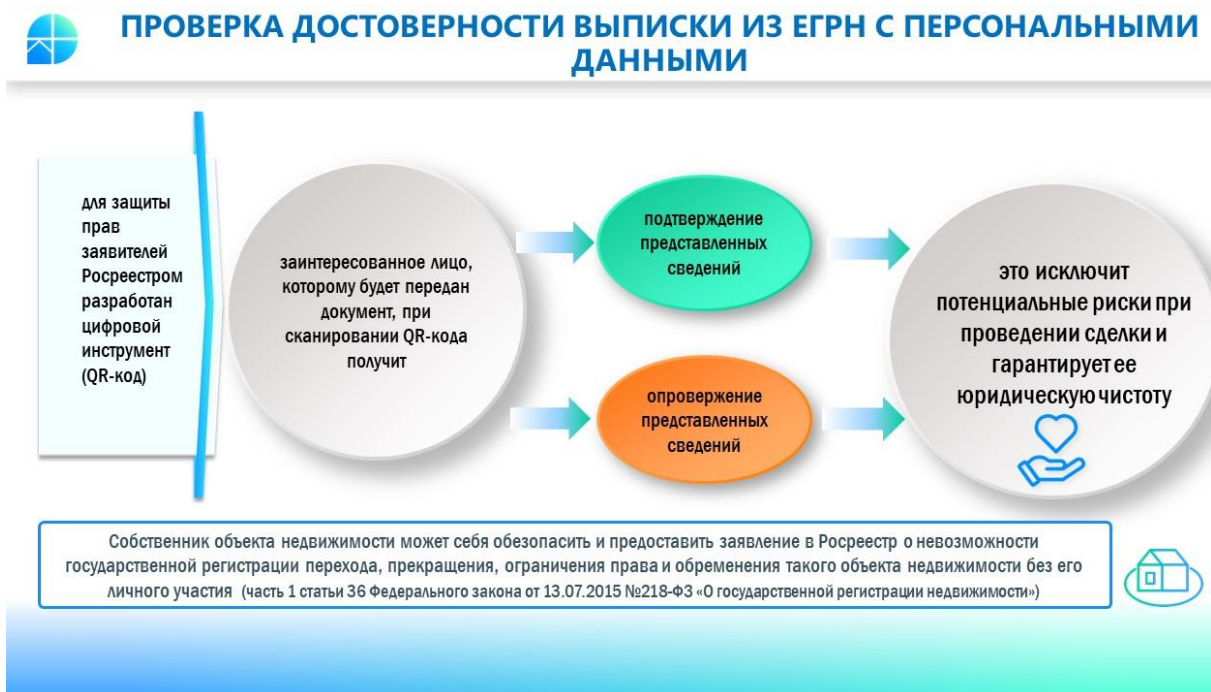 ПРОВЕРКА ДОСТОВЕРНОСТИ ВЫПИСКИ ИЗ ЕГРН С ПЕРСОНАЛЬНЫМИ
ДАННЫМИ
для защиты
прав
заявителей
Росреестром
разработан
цифровой
инструмент
(QR-код)
заинтересованное лицо,
которому будет передан
документ, при
сканировании QR-кода
получит
подтверждение
представленных
сведений
опровержение
представленных
сведений
это исключит
потенциальные риски при
проведении сделки и
гарантирует ее
юридическую чистоту
Собственник объекта недвижимости может себя обезопасить и предоставить заявление в Росреестр о невозможности
государственной регистрации перехода, прекращения, ограничения права и обременения такого объекта недвижимости без его
личного участия (часть 1 статьи 36 Федерального закона от 13.07.2015 №218-ФЗ «О государственной регистрации недвижимости»)